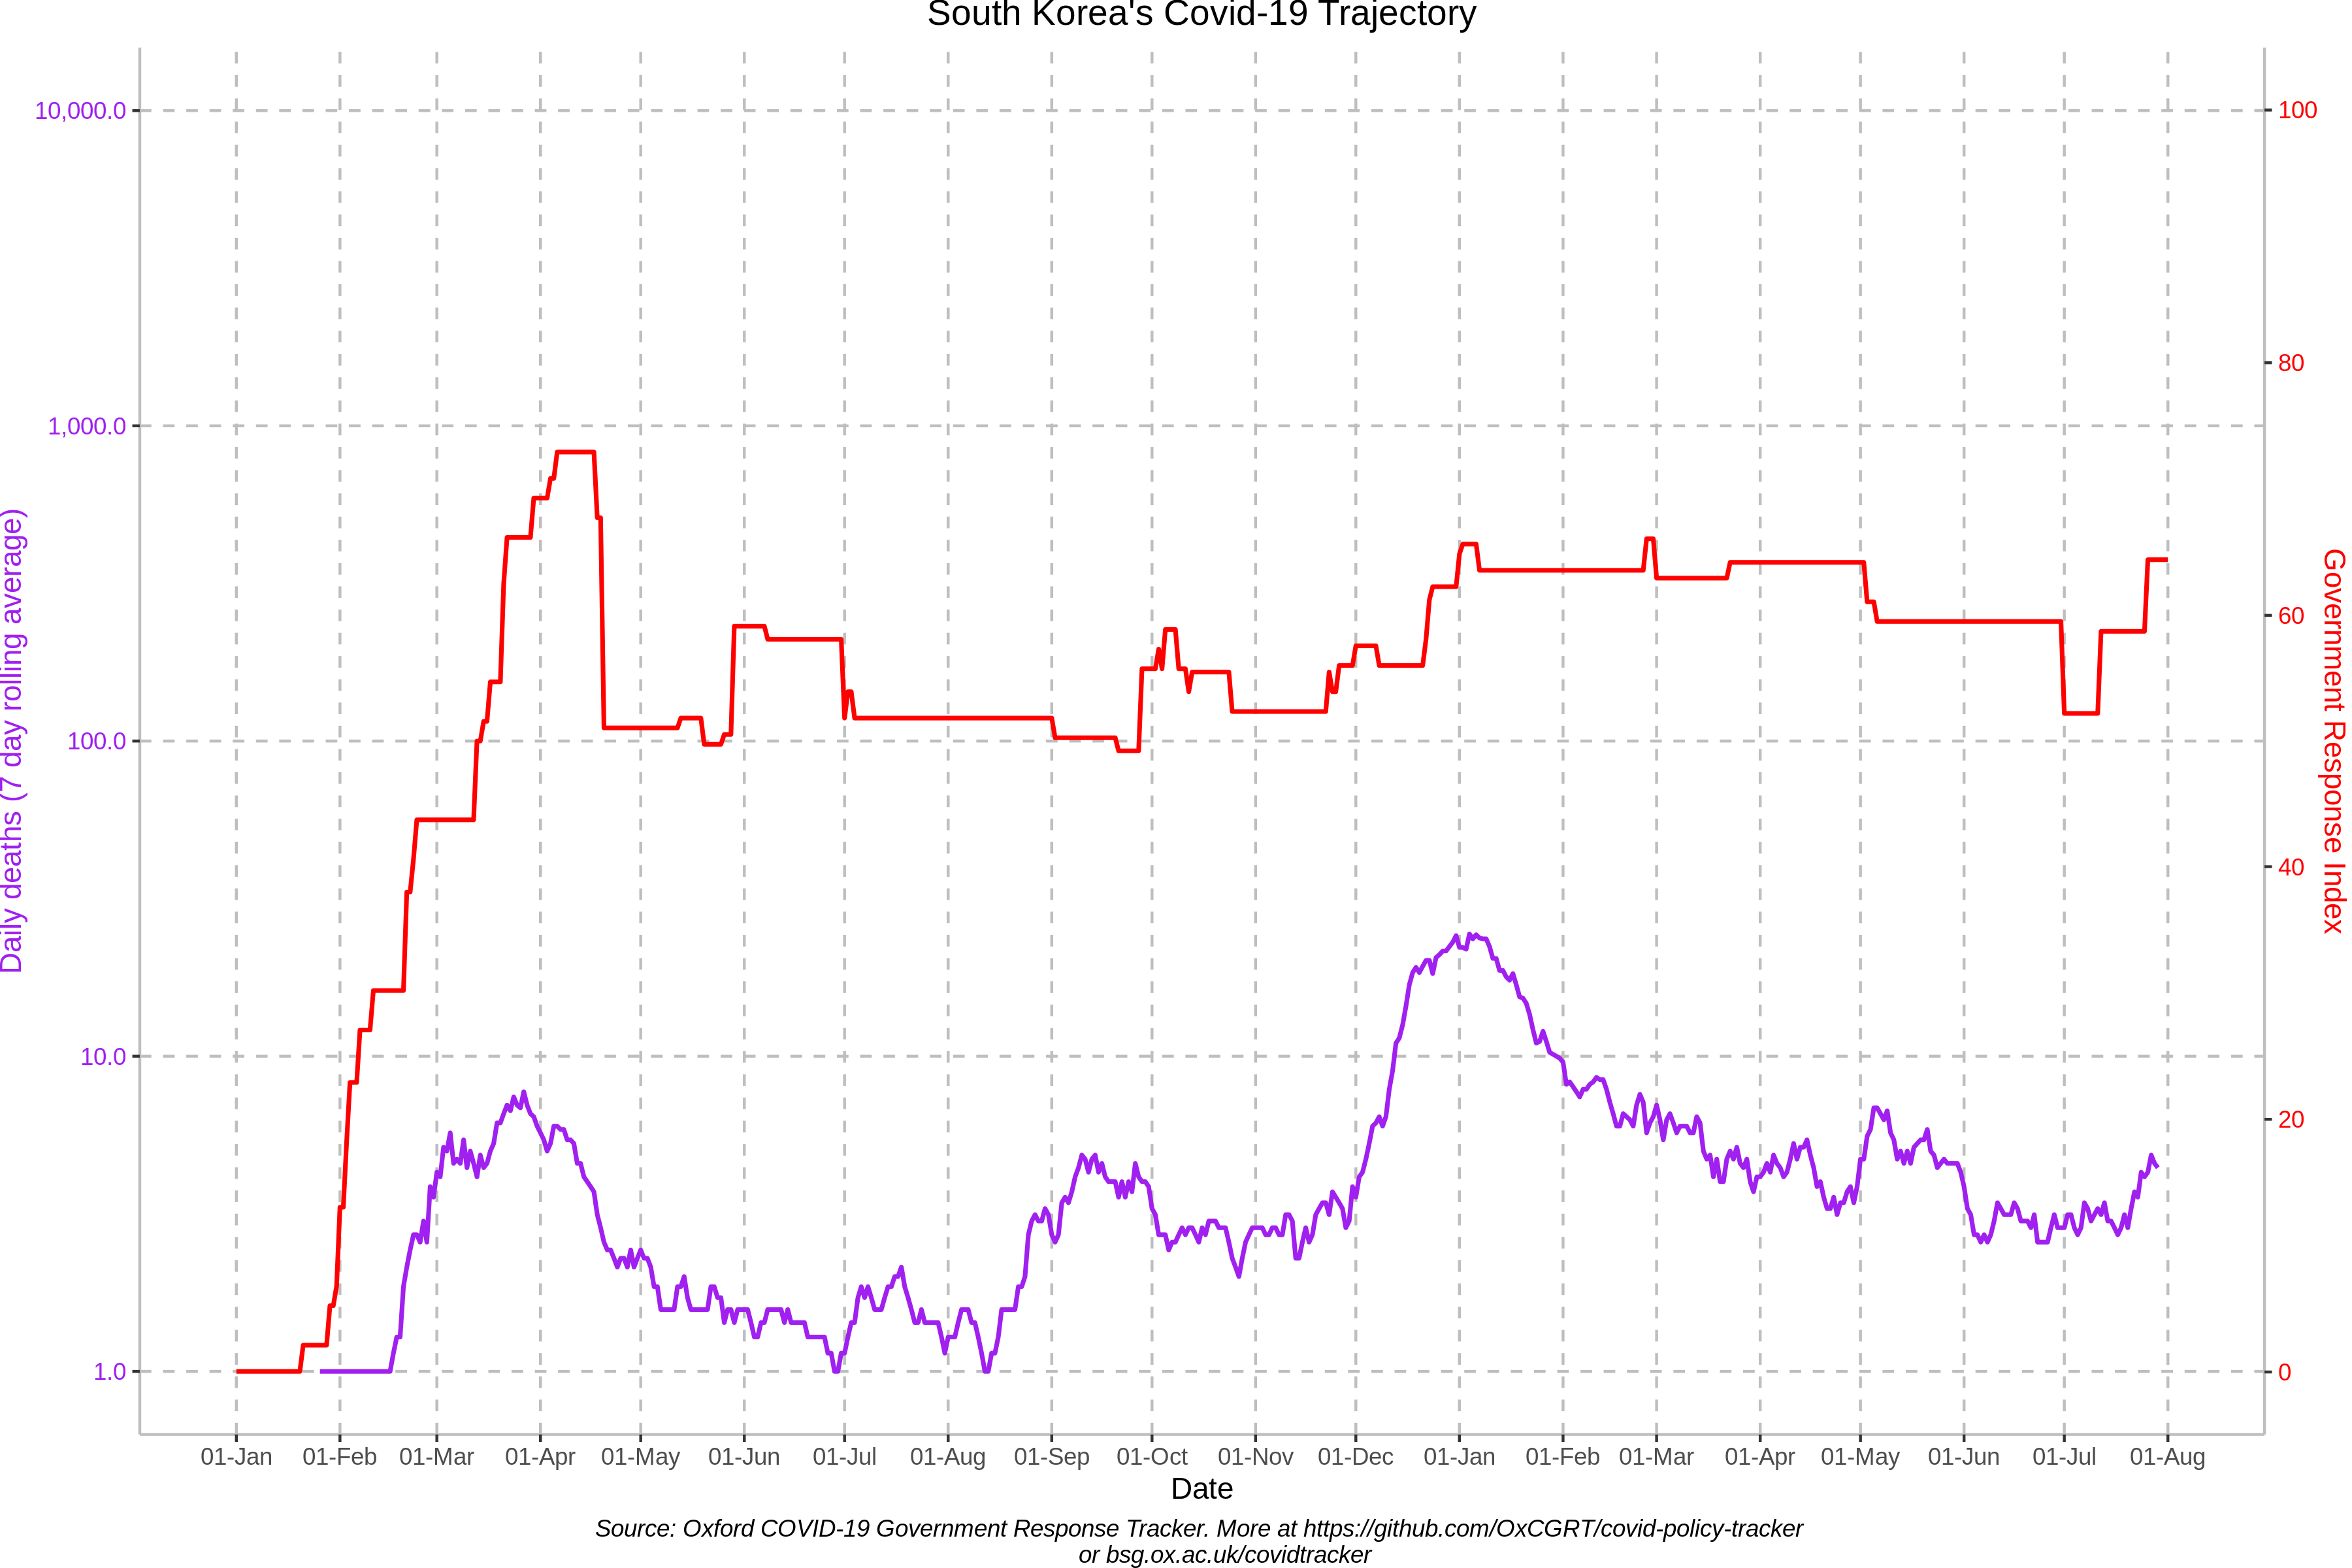 South Korea's Covid-19 Trajectory
10,000.0
1,000.0
100.0
10.0
1.0
Daily deaths (7 day rolling average)
100
80
60
40
20
0
Government Response Index
01-Jan 01-Feb 01-Mar 01-Apr 01-May 01-Jun 01-Jul 01-Aug 01-Sep 01-Oct 01-Nov 01-Dec 01-Jan 01-Feb 01-Mar 01-Apr 01-May 01-Jun 01-Jul 01-Aug
Date
Source: Oxford COVID-19 Government Response Tracker. More at https://github.com/OxCGRT/covid-policy-tracker
or bsg.ox.ac.uk/covidtracker